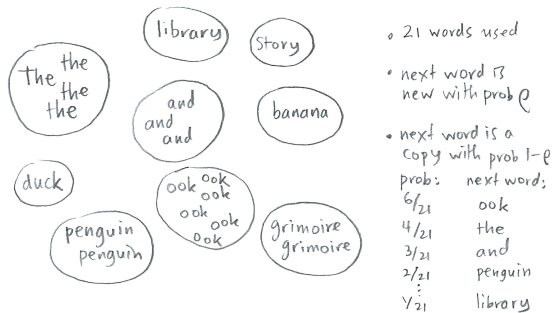 library
story
The the
the
the
and
and
and
banana
duck
ook ook
ook
ook
ook
ook
penguin
penguin
grimoire
grimoire
• 21 words used
• next word is
new with prob ρ
• next word is a
copy with prob 1-ρ
prob: next word:
6/21 ook
4/21 the
3/21 and
2/21 penguin
⋮
1/21 library